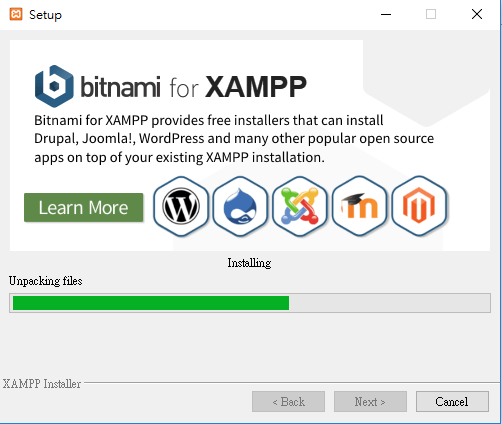 Setup
bitnami for XAMPP
Bitnami for XAMPP provides free installers that can install
Drupal, Joomla!, WordPress and many other popular open source
apps on top of your existing XAMPP installation.
Learn More
Installing
Unpacking files
XAMPP Installer
< Back
Next >
Cancel